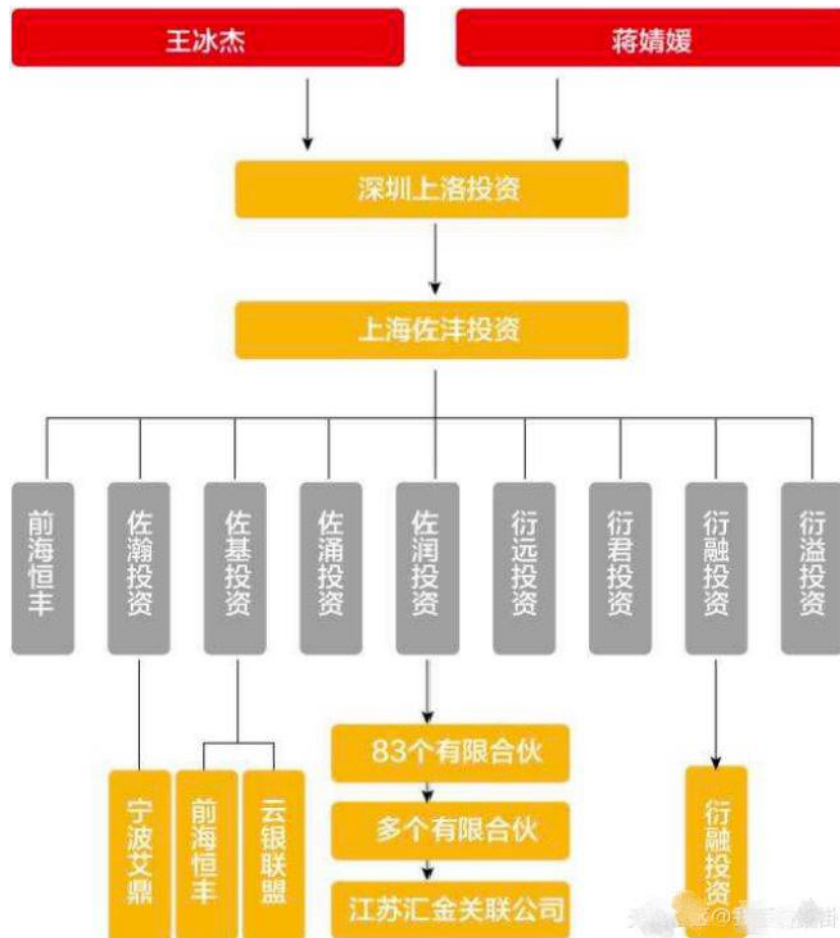 王冰杰
蒋婧媛
深圳上洛投资
上海佐沣投资
前海恒丰
佐瀚投资
佐基投资
佐涌投资
佐润投资
衍远投资
衍君投资
衍融投资
衍溢投资
83个有限合伙
多个有限合伙
江苏汇金关联公司
宁波艾鼎
前海恒丰
云银联盟
衍融投资